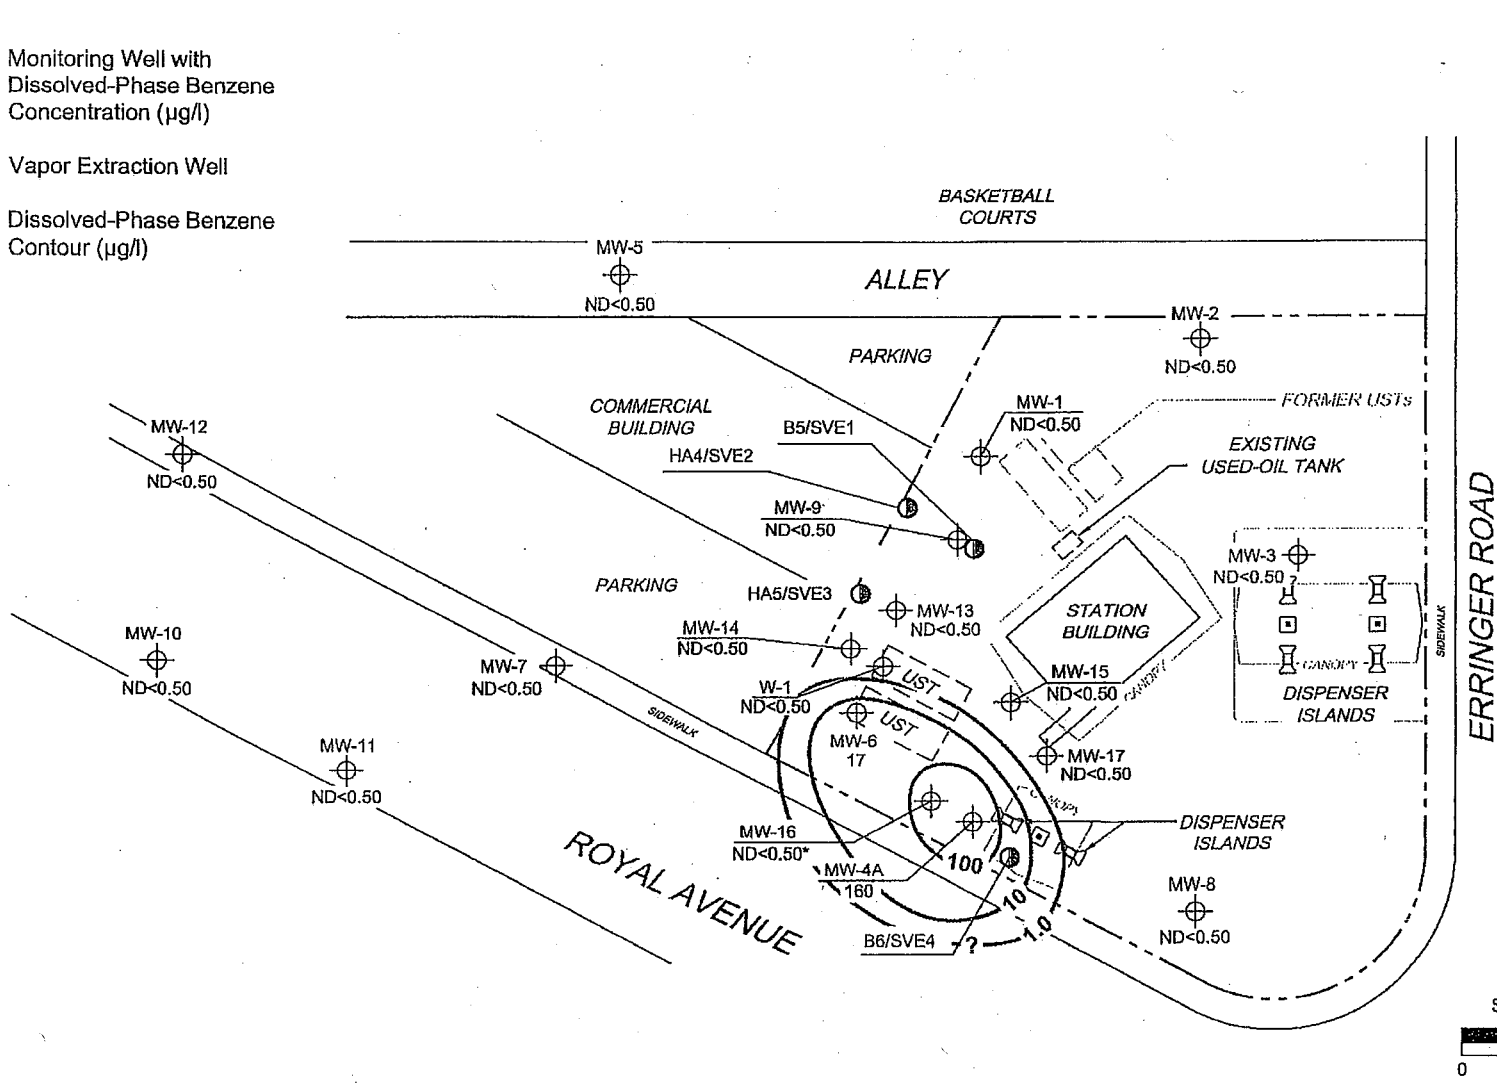 Monitoring Well with
Dissolved-Phase Benzene
Concentration (µg/l)
Vapor Extraction Well
Dissolved-Phase Benzene
Contour (µg/l)
BASKETBALL
COURTS
MW-5
ND<0.50
ALLEY
MW-2
ND<0.50
PARKING
COMMERCIAL
BUILDING
B5/SVE1
MW-1
ND<0.50
FORMER USTs
EXISTING
USED-OIL TANK
HA4/SVE2
MW-12
ND<0.50
MW-9
ND<0.50
MW-3
ND<0.50
?
ERRINGER ROAD
SIDEWALK
PARKING
HA5/SVE3
MW-13
ND<0.50
STATION
BUILDING
MW-14
ND<0.50
MW-10
ND<0.50
MW-7
ND<0.50
W-1
ND<0.50
UST
UST
MW-15
ND<0.50
CANOPY
CANOPY
DISPENSER
ISLANDS
SIDEWALK
MW-6
17
MW-17
ND<0.50
MW-11
ND<0.50
CANOPY
MW-16
ND<0.50*
MW-4A
160
100
10
1.0
DISPENSER
ISLANDS
ROYAL AVENUE
MW-8
ND<0.50
B6/SVE4
?
S
0